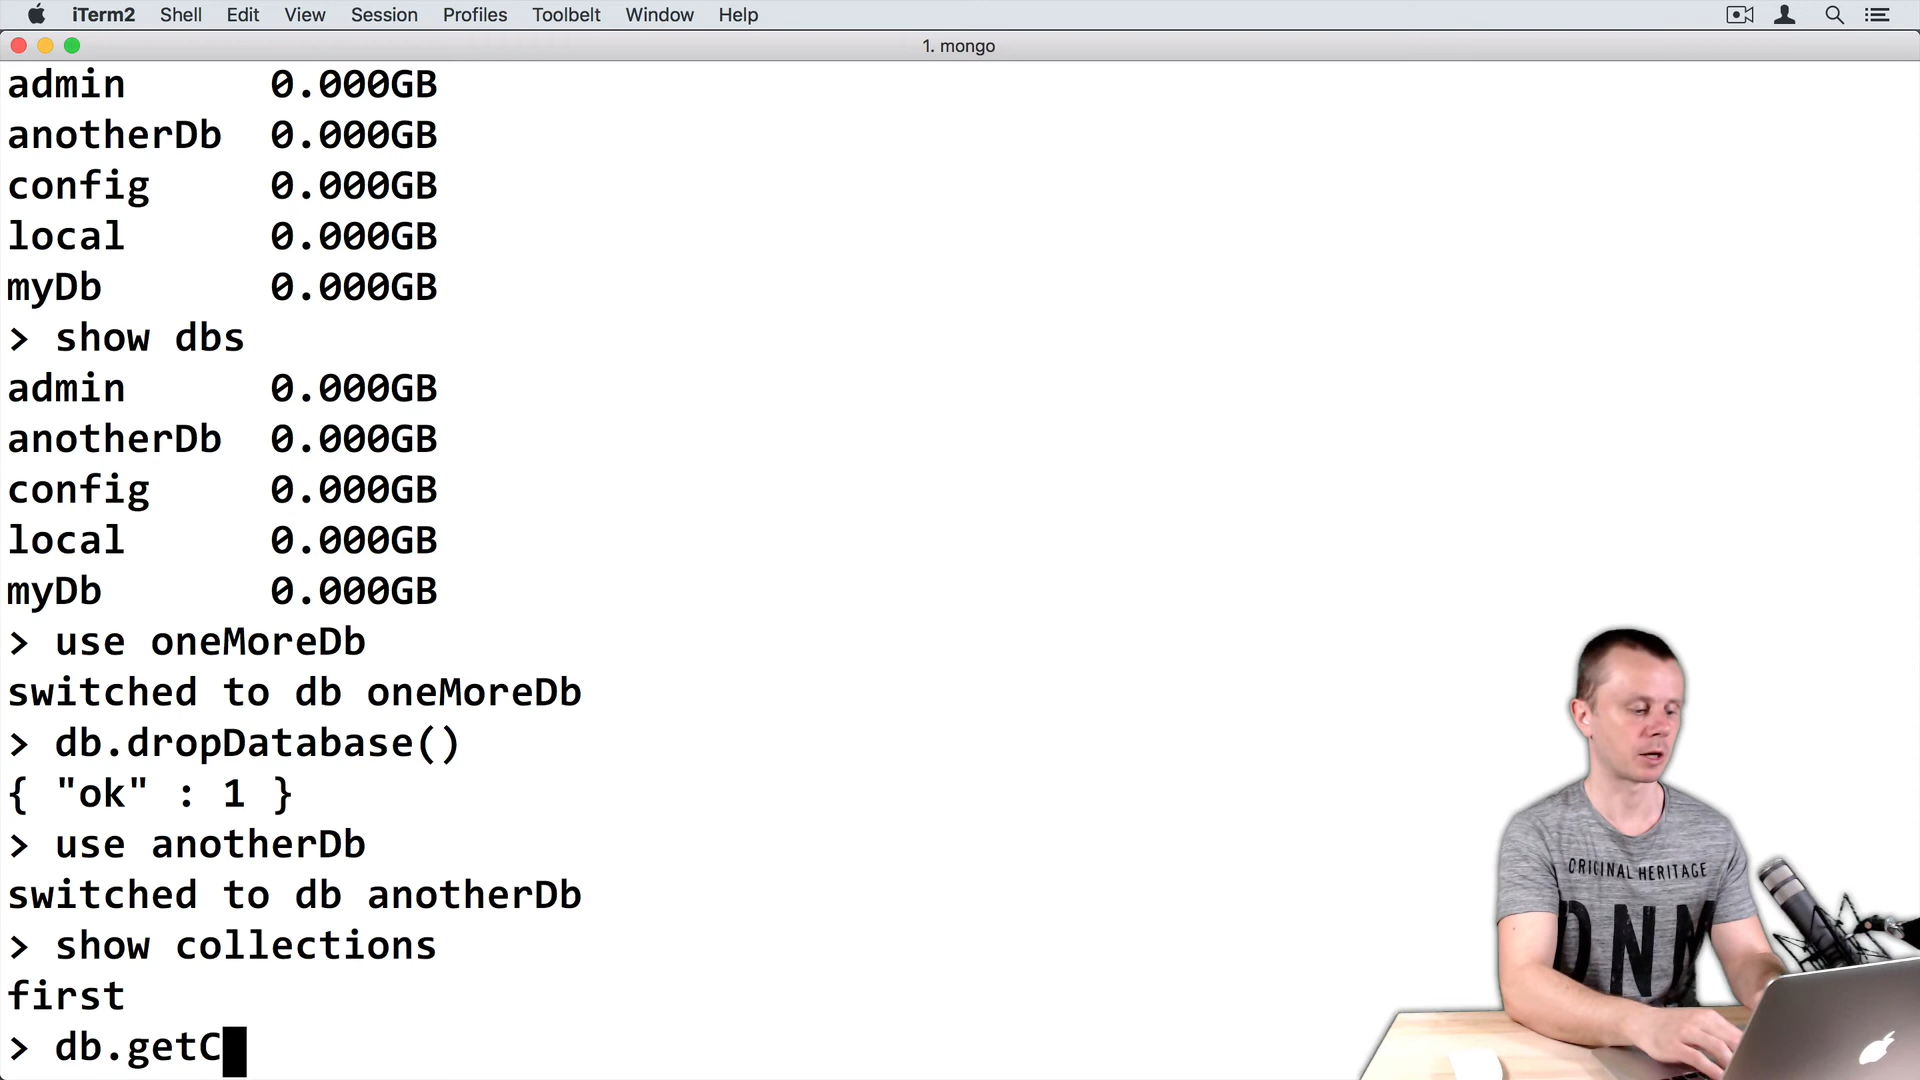 iTerm2 Shell Edit View Session Profiles Toolbelt Window Help
1. mongo
admin 0.000GB
anotherDb 0.000GB
config 0.000GB
local 0.000GB
myDb 0.000GB
> show dbs
admin 0.000GB
anotherDb 0.000GB
config 0.000GB
local 0.000GB
myDb 0.000GB
> use oneMoreDb
switched to db oneMoreDb
> db.dropDatabase()
{ "ok" : 1 }
> use anotherDb
switched to db anotherDb
> show collections
first
> db.getC
ORIGINAL HERITAGE
DNM